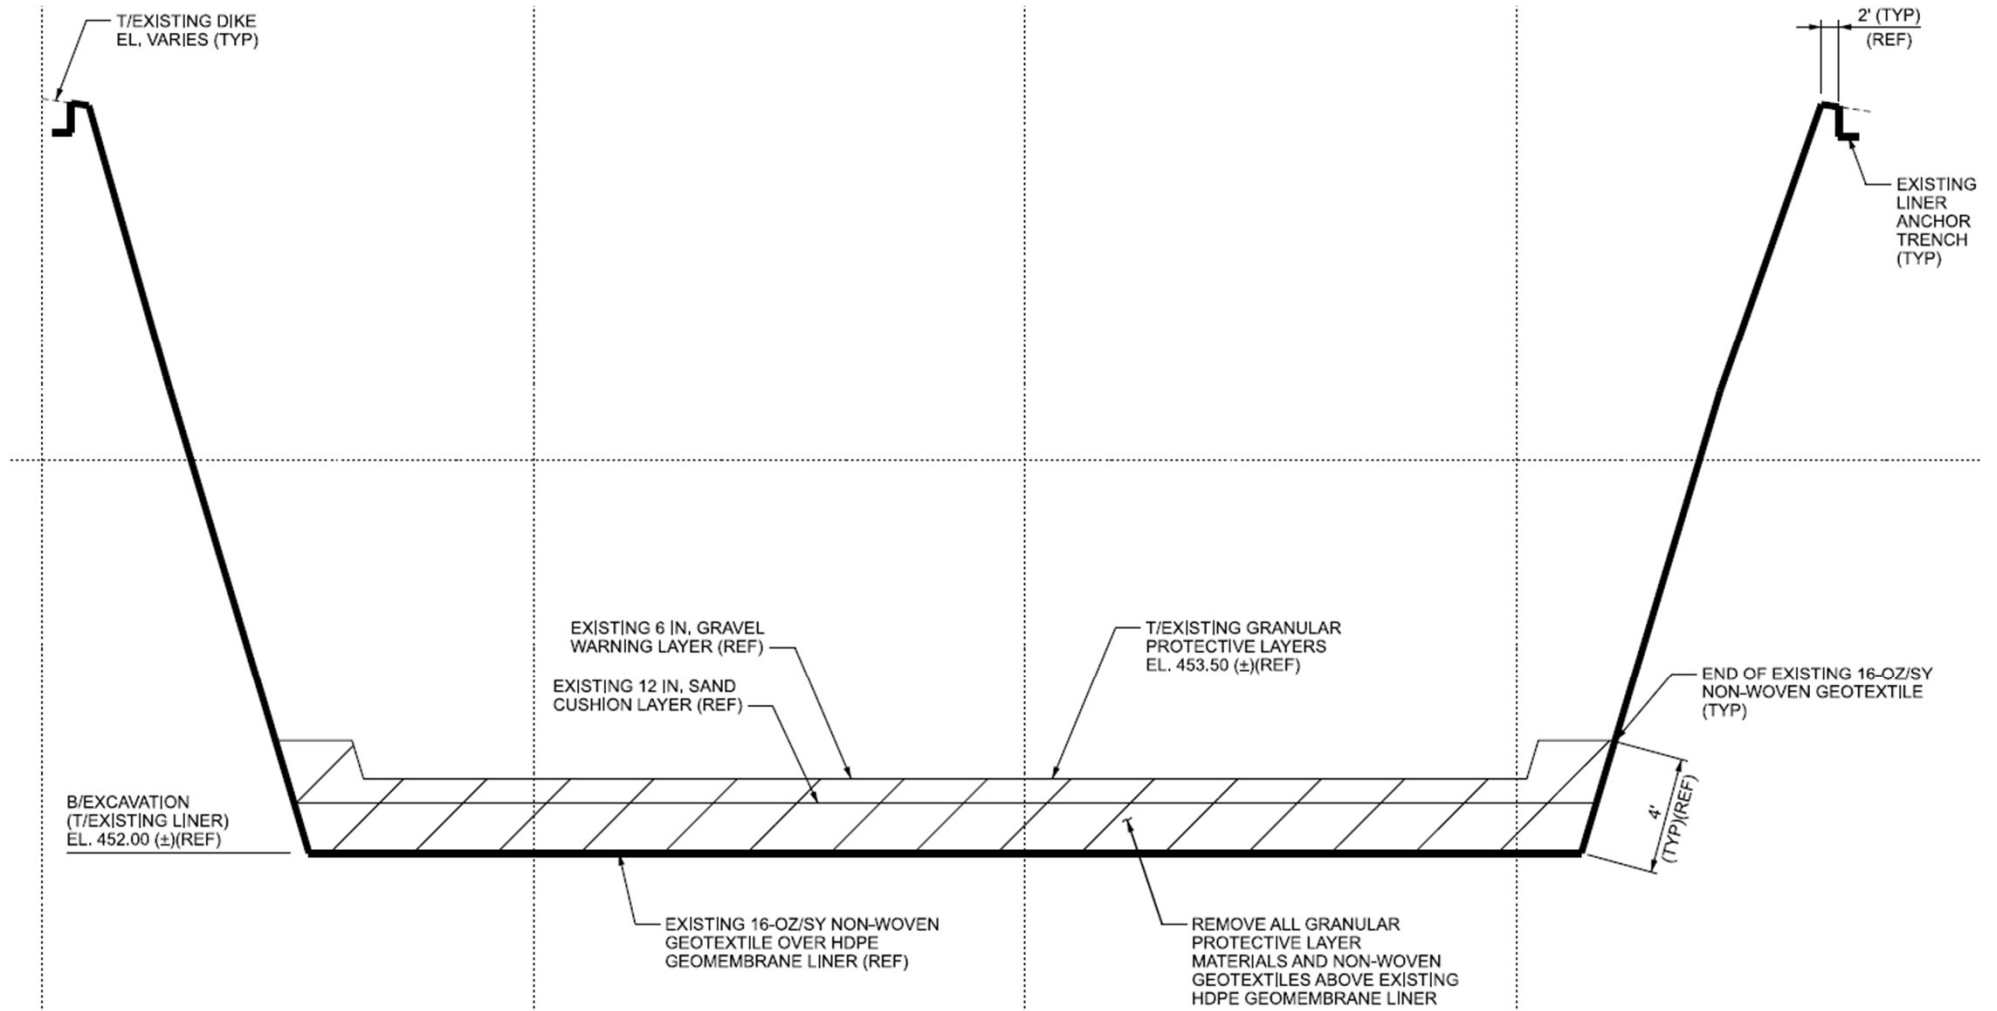 T/EXISTING DIKE
EL. VARIES (TYP)
2' (TYP)
(REF)
EXISTING
LINER
ANCHOR
TRENCH
(TYP)
EXISTING 6 IN. GRAVEL
WARNING LAYER (REF)
T/EXISTING GRANULAR
PROTECTIVE LAYERS
EL. 453.50 (±)(REF)
EXISTING 12 IN. SAND
CUSHION LAYER (REF)
END OF EXISTING 16-OZ/SY
NON-WOVEN GEOTEXTILE
(TYP)
B/EXCAVATION
(T/EXISTING LINER)
EL. 452.00 (±)(REF)
4'
(TYP)(REF)
EXISTING 16-OZ/SY NON-WOVEN
GEOTEXTILE OVER HDPE
GEOMEMBRANE LINER (REF)
REMOVE ALL GRANULAR
PROTECTIVE LAYER
MATERIALS AND NON-WOVEN
GEOTEXTILES ABOVE EXISTING
HDPE GEOMEMBRANE LINER